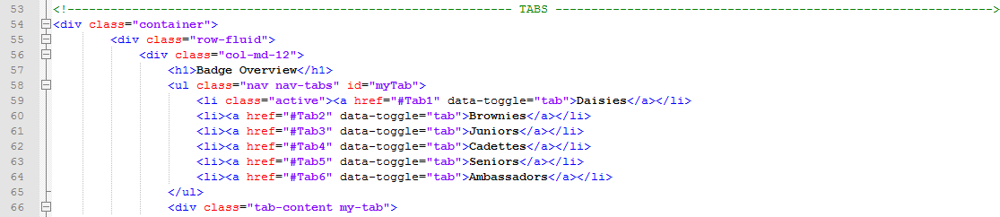 53 <!-------------------------------------------------------------- TABS ------------------------------------------------------------->
54 <div class="container">
55 <div class="row-fluid">
56 <div class="col-md-12">
57 <h1>Badge Overview</h1>
58 <ul class="nav nav-tabs" id="myTab">
59 <li class="active"><a href="#Tab1" data-toggle="tab">Daisies</a></li>
60 <li><a href="#Tab2" data-toggle="tab">Brownies</a></li>
61 <li><a href="#Tab3" data-toggle="tab">Juniors</a></li>
62 <li><a href="#Tab4" data-toggle="tab">Cadettes</a></li>
63 <li><a href="#Tab5" data-toggle="tab">Seniors</a></li>
64 <li><a href="#Tab6" data-toggle="tab">Ambassadors</a></li>
65 </ul>
66 <div class="tab-content my-tab">